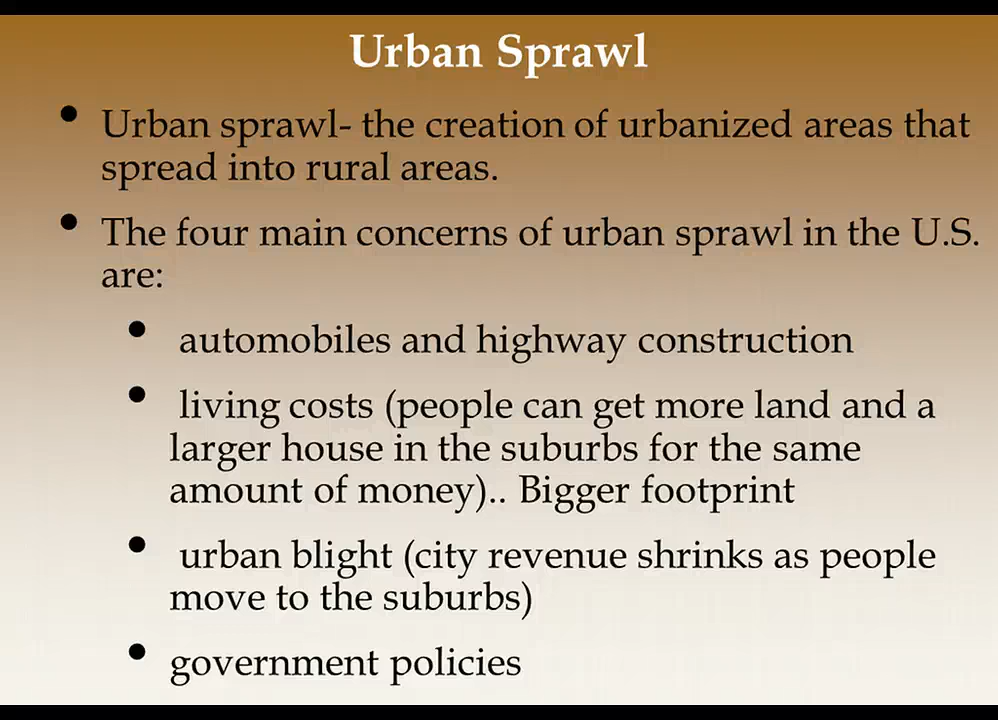 Urban Sprawl
• Urban sprawl- the creation of urbanized areas that
spread into rural areas.
• The four main concerns of urban sprawl in the U.S.
are:
• automobiles and highway construction
• living costs (people can get more land and a
larger house in the suburbs for the same
amount of money).. Bigger footprint
• urban blight (city revenue shrinks as people
move to the suburbs)
• government policies